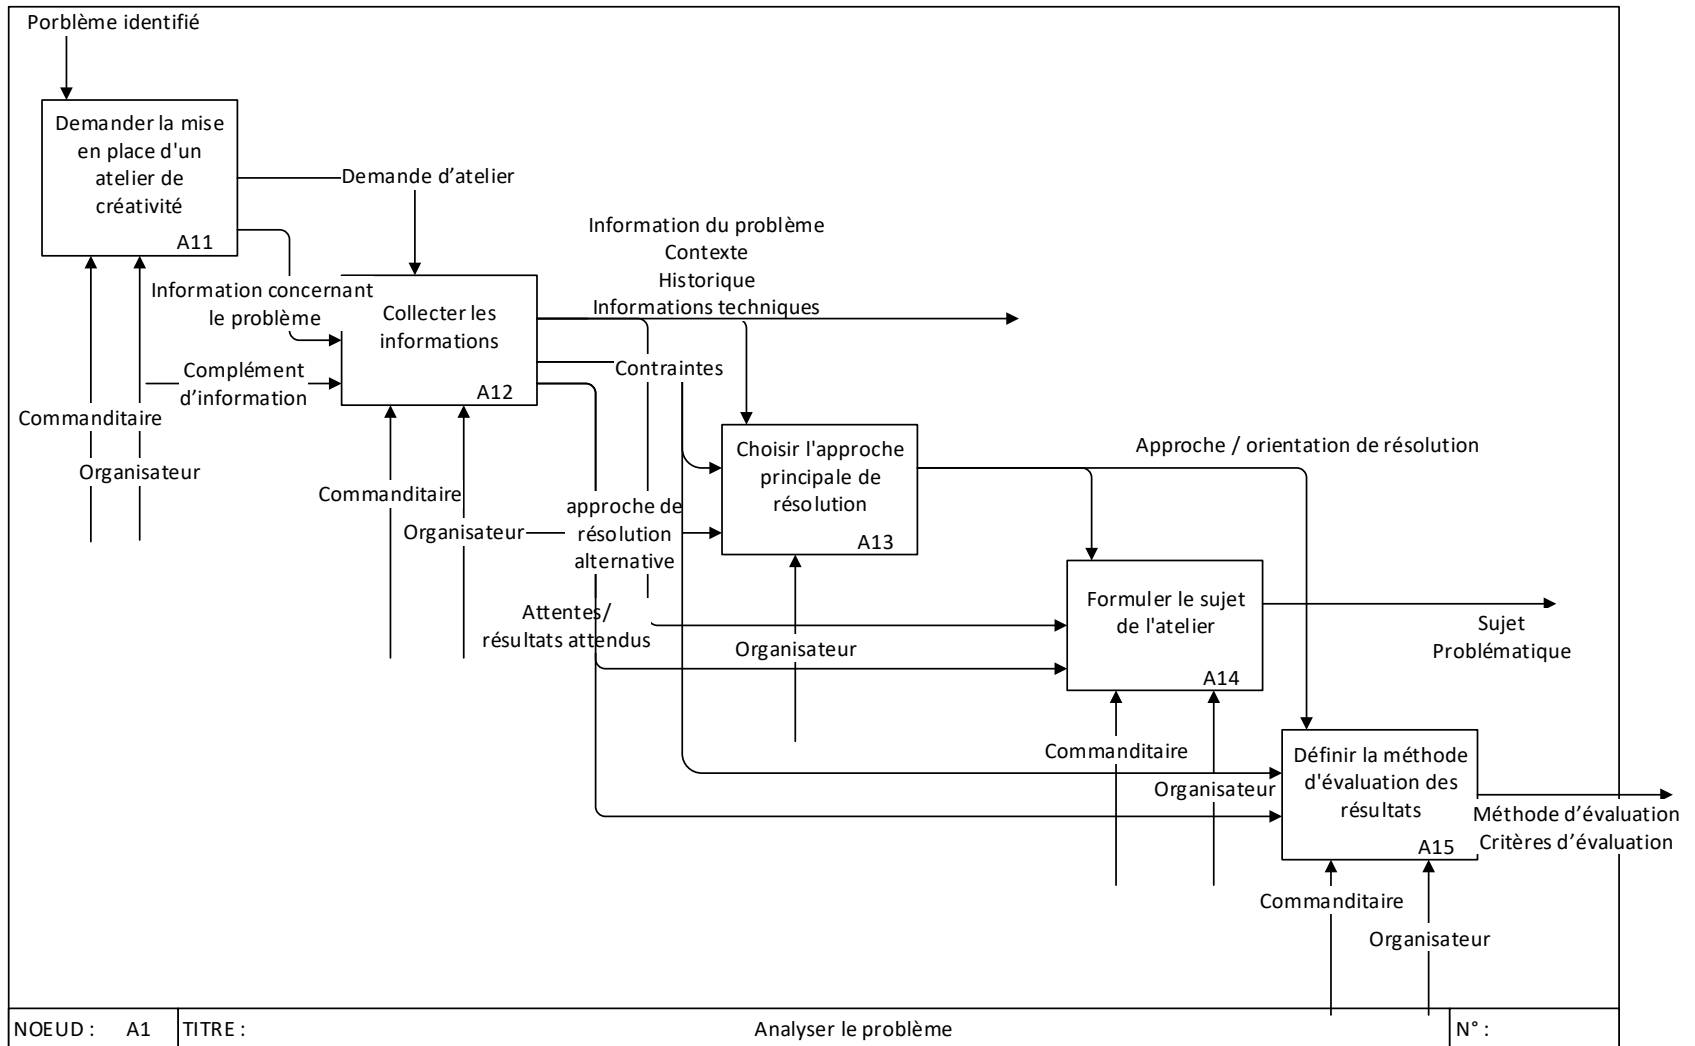 Porblème identifié
Demander la mise
en place d'un
atelier de
créativité
A11
Demande d’atelier
Information du problème
Contexte
Historique
Informations techniques
Information concernant
le problème
Collecter les
informations
A12
Complément
d’information
Contraintes
Commanditaire
Organisateur
Choisir l'approche
principale de
résolution
A13
Approche / orientation de résolution
Commanditaire
Organisateur
approche de
résolution
alternative
Attentes/
résultats attendus
Organisateur
Formuler le sujet
de l'atelier
A14
Sujet
Problématique
Commanditaire
Organisateur
Définir la méthode
d'évaluation des
résultats
A15
Méthode d’évaluation
Critères d’évaluation
Commanditaire
Organisateur
NOEUD : A1
TITRE :
Analyser le problème
N° :